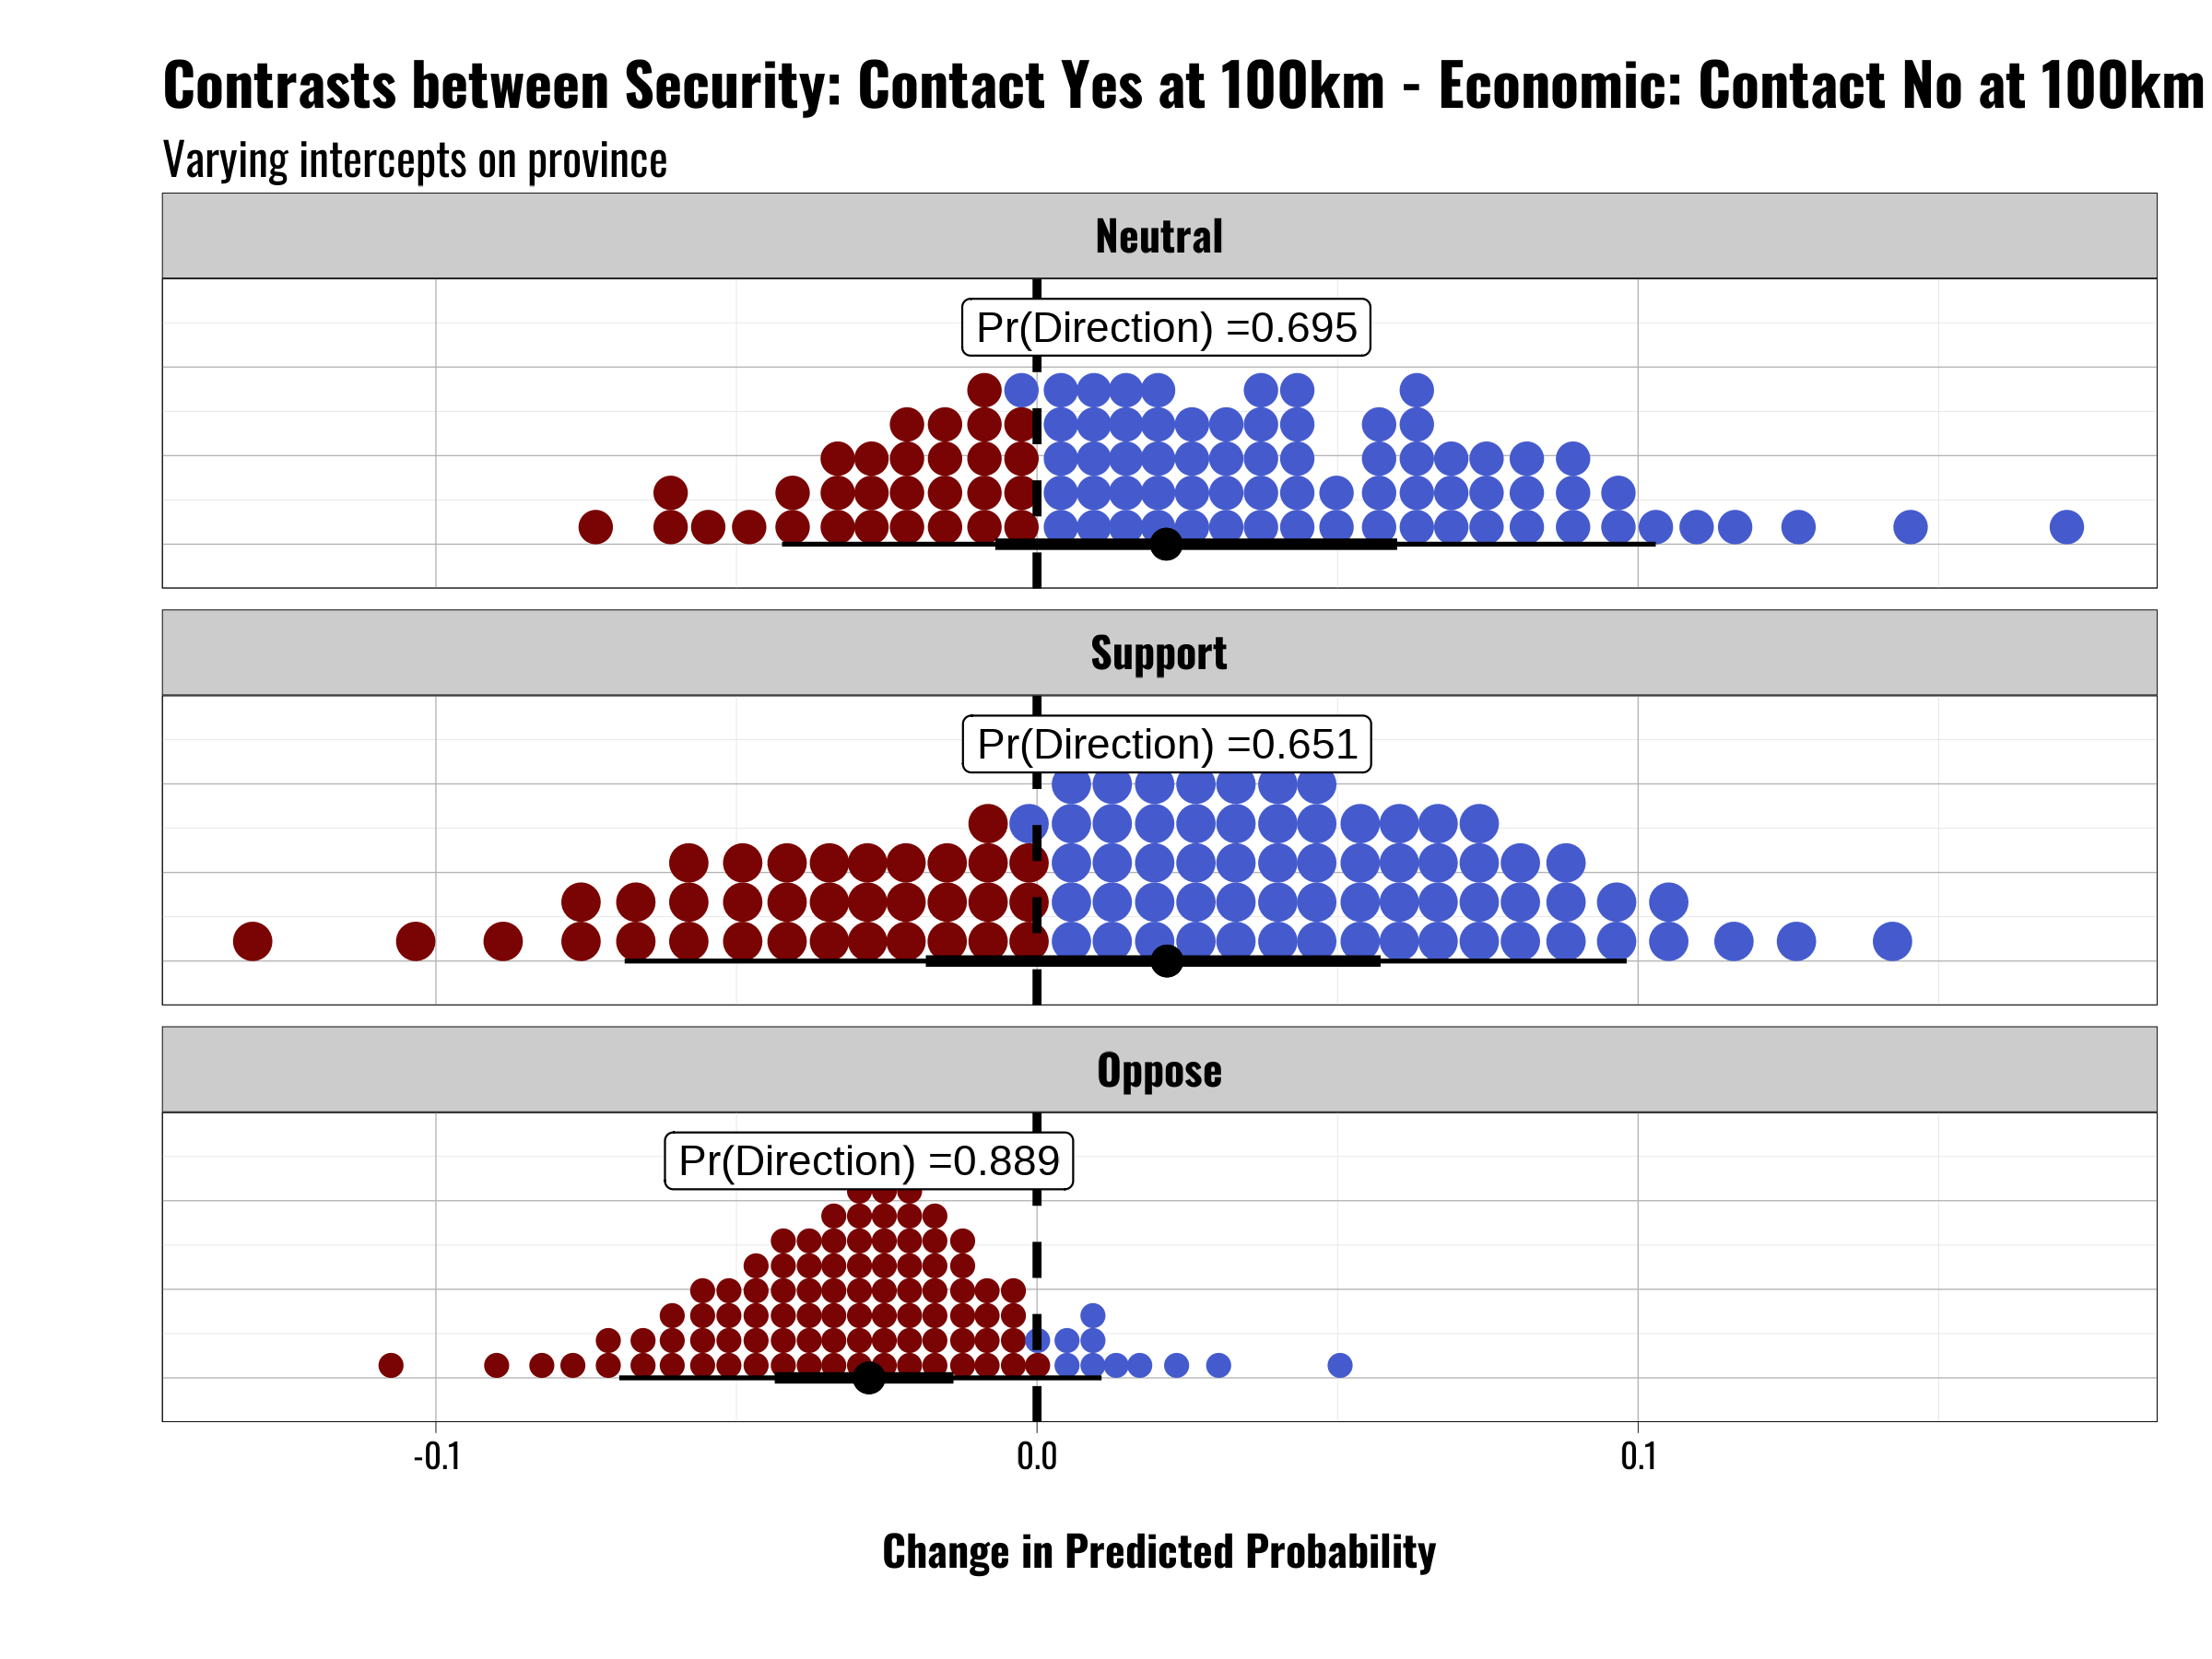 Contrasts between Security: Contact Yes at 100km - Economic: Contact No at 100km
Varying intercepts on province
Neutral
Pr(Direction) =0.695
Support
Pr(Direction) =0.651
Oppose
Pr(Direction) =0.889
-0.1 0.0 0.1
Change in Predicted Probability